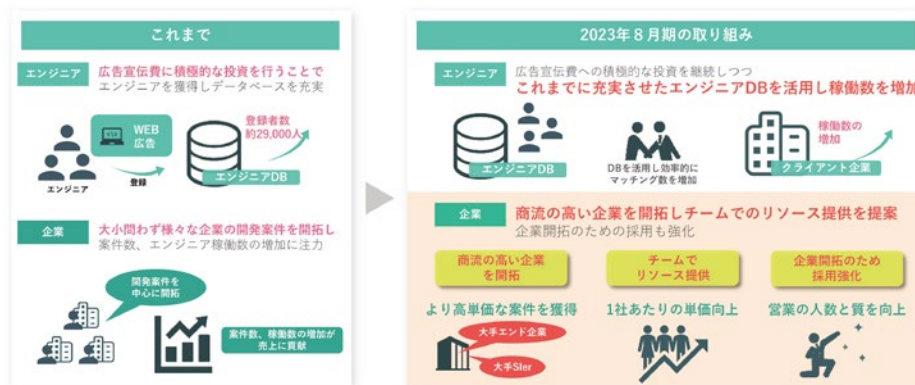 これまで
エンジニア
広告宣伝費に積極的な投資を行うことで
エンジニアを獲得しデータベースを充実
WEB
広告
登録者数
約29,000人
エンジニア
登録
エンジニアDB
企業
大小問わず様々な企業の開発案件を開拓し
案件数、エンジニア稼働数の増加に注力
開発案件を
中心に開拓
案件数、稼働数の増加が
売上に貢献
2023年8月期の取り組み
エンジニア
広告宣伝費への積極的な投資を継続しつつ
これまでに充実させたエンジニアDBを活用し稼働数を増加
エンジニアDB
DBを活用し効率的に
マッチング数を増加
稼働数の
増加
クライアント企業
企業
商流の高い企業を開拓しチームでのリソース提供を提案
企業開拓のための採用も強化
商流の高い企業
を開拓
チームで
リソース提供
企業開拓のため
採用強化
より高単価な案件を獲得
1社あたりの単価向上
営業の人数と質を向上
大手エンド企業
大手SIer